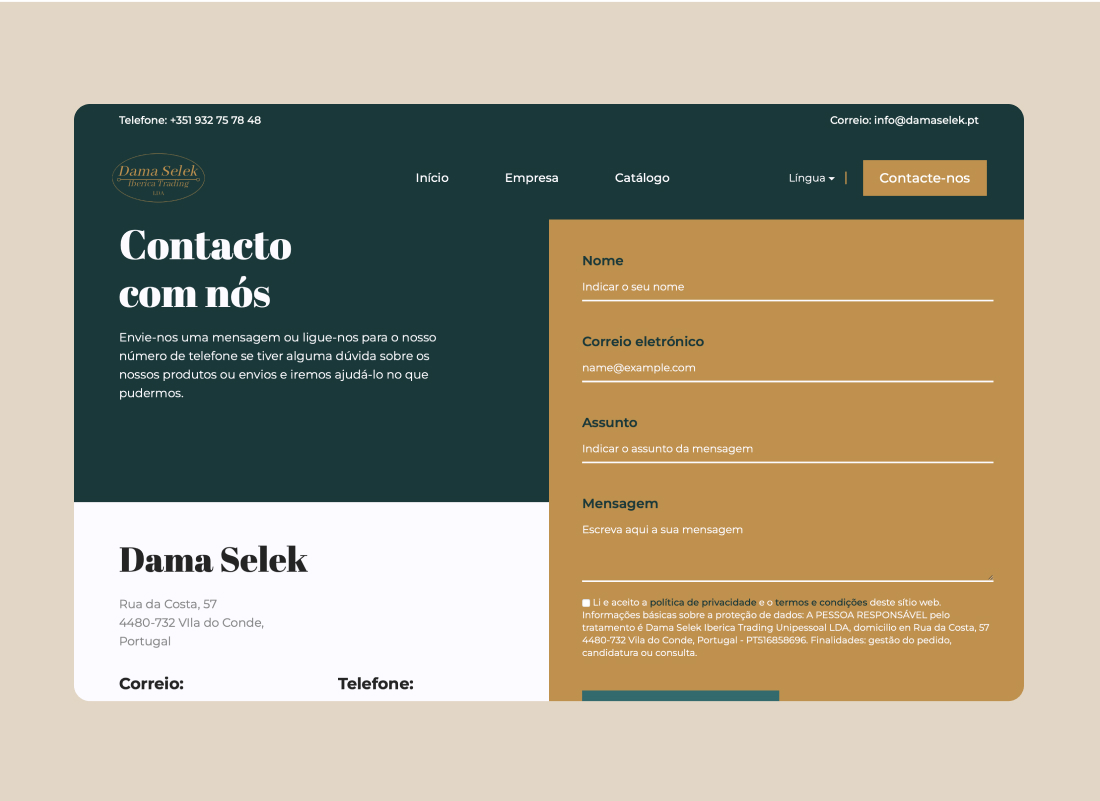 Telefone: +351 932 75 78 48
Correio: info@damaselek.pt
Dama Selek
Iberica Trading
LDA
Início
Empresa
Catálogo
Língua
Contacte-nos
Contacto
com nós
Envie-nos uma mensagem ou ligue-nos para o nosso
número de telefone se tiver alguma dúvida sobre os
nossos produtos ou envios e iremos ajudá-lo no que
pudermos.
Dama Selek
Rua da Costa, 57
4480-732 VIla do Conde,
Portugal
Correio:
Telefone:
Nome
Indicar o seu nome
Correio eletrónico
name@example.com
Assunto
Indicar o assunto da mensagem
Mensagem
Escreva aqui a sua mensagem
Li e aceito a política de privacidade e o termos e condições deste sítio web.
Informações básicas sobre a proteção de dados: A PESSOA RESPONSÁVEL pelo
tratamento é Dama Selek Iberica Trading Unipessoal LDA, domicilio en Rua da Costa, 57
4480-732 Vila do Conde, Portugal - PT516858696. Finalidades: gestão do pedido,
candidatura ou consulta.